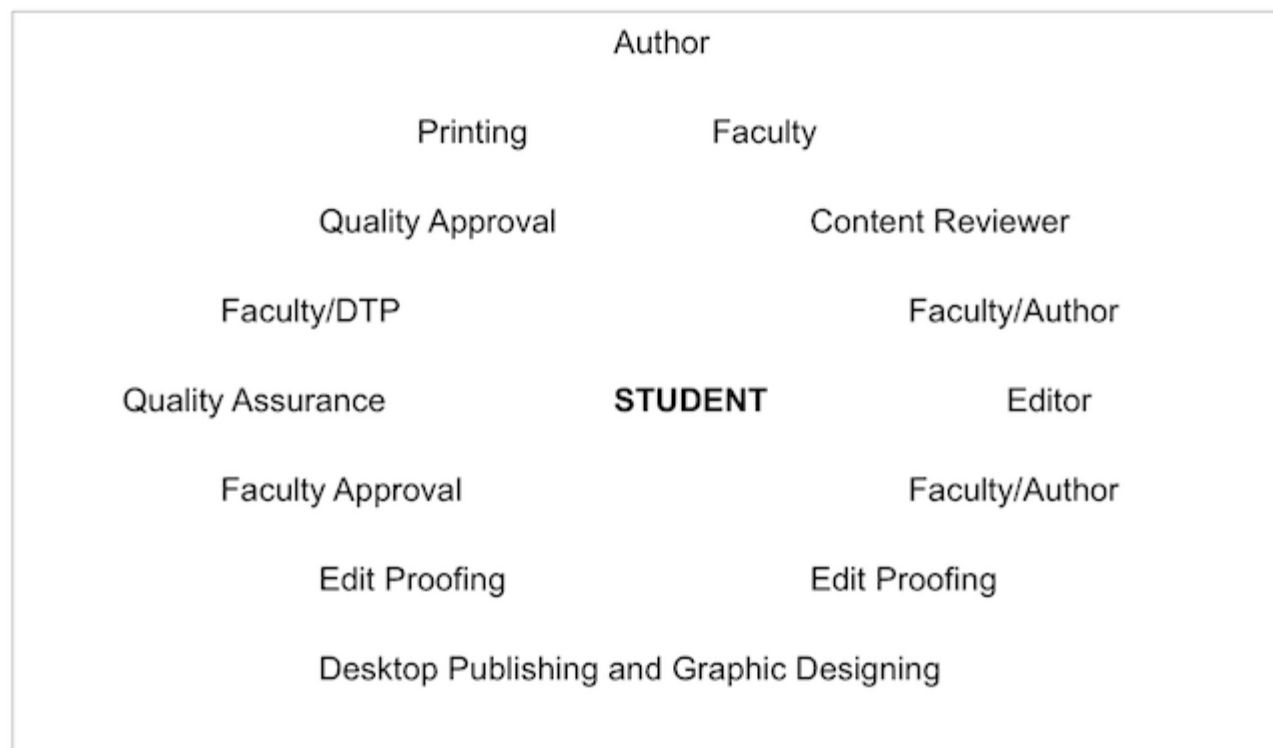 Author
Printing Faculty
Quality Approval Content Reviewer
Faculty/DTP Faculty/Author
Quality Assurance STUDENT Editor
Faculty Approval Faculty/Author
Edit Proofing Edit Proofing
Desktop Publishing and Graphic Designing